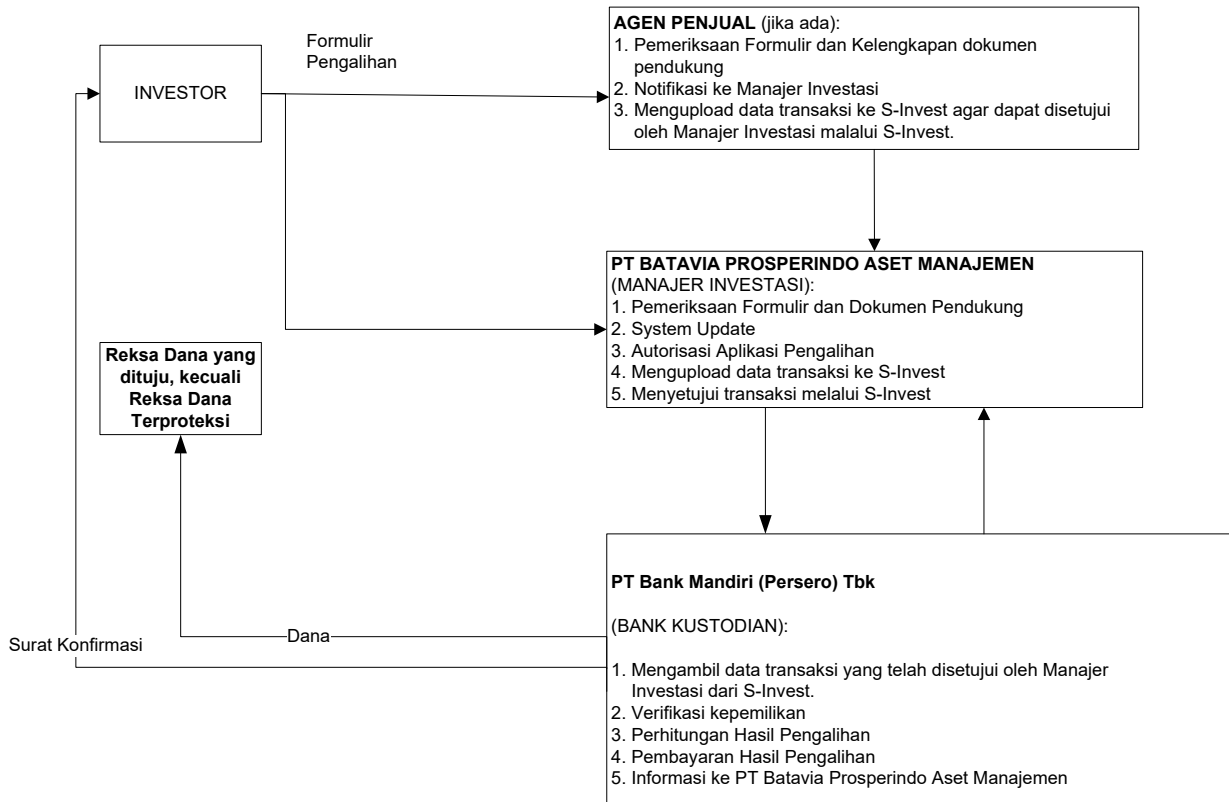 Formulir
Pengalihan
INVESTOR
AGEN PENJUAL (jika ada):
1. Pemeriksaan Formulir dan Kelengkapan dokumen
pendukung
2. Notifikasi ke Manajer Investasi
3. Mengupload data transaksi ke S-Invest agar dapat disetujui
oleh Manajer Investasi malalui S-Invest.
PT BATAVIA PROSPERINDO ASET MANAJEMEN
(MANAJER INVESTASI):
1. Pemeriksaan Formulir dan Dokumen Pendukung
2. System Update
3. Autorisasi Aplikasi Pengalihan
4. Mengupload data transaksi ke S-Invest
5. Menyetujui transaksi melalui S-Invest
Reksa Dana yang
dituju, kecuali
Reksa Dana
Terproteksi
PT Bank Mandiri (Persero) Tbk
(BANK KUSTODIAN):
1. Mengambil data transaksi yang telah disetujui oleh Manajer
Investasi dari S-Invest.
2. Verifikasi kepemilikan
3. Perhitungan Hasil Pengalihan
4. Pembayaran Hasil Pengalihan
5. Informasi ke PT Batavia Prosperindo Aset Manajemen
Dana
Surat Konfirmasi